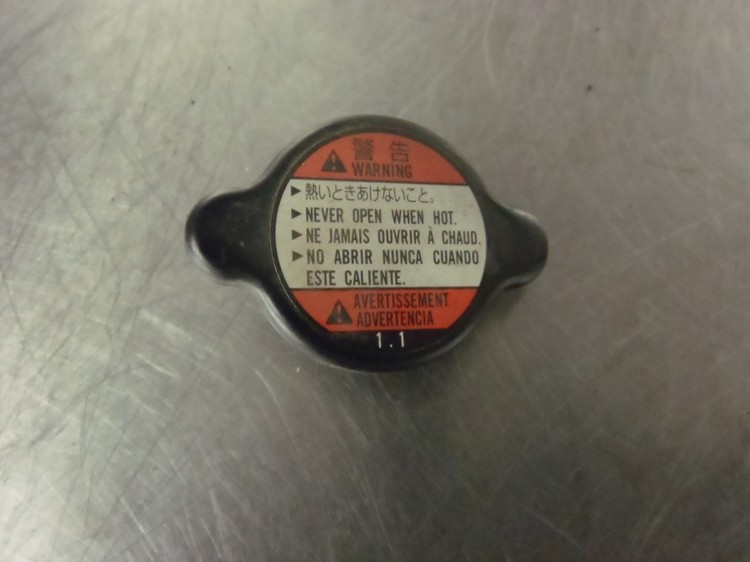 警告
WARNING
▶熱いときあけないこと。
▶NEVER OPEN WHEN HOT.
▶NE JAMAIS OUVRIR À CHAUD.
▶NO ABRIR NUNCA CUANDO
ESTE CALIENTE.
AVERTISSEMENT
ADVERTENCIA
1.1